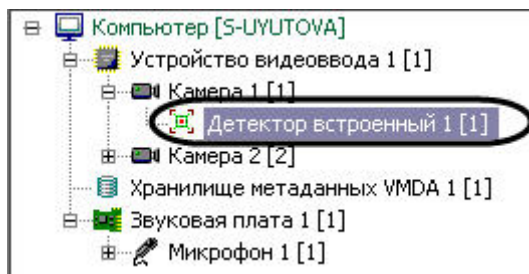 Компьютер [S-UYUTOVA]
Устройство видеоввода 1 [1]
Камера 1 [1]
Детектор встроенный 1 [1]
Камера 2 [2]
Хранилище метаданных VMDA 1 [1]
Звуковая плата 1 [1]
Микрофон 1 [1]